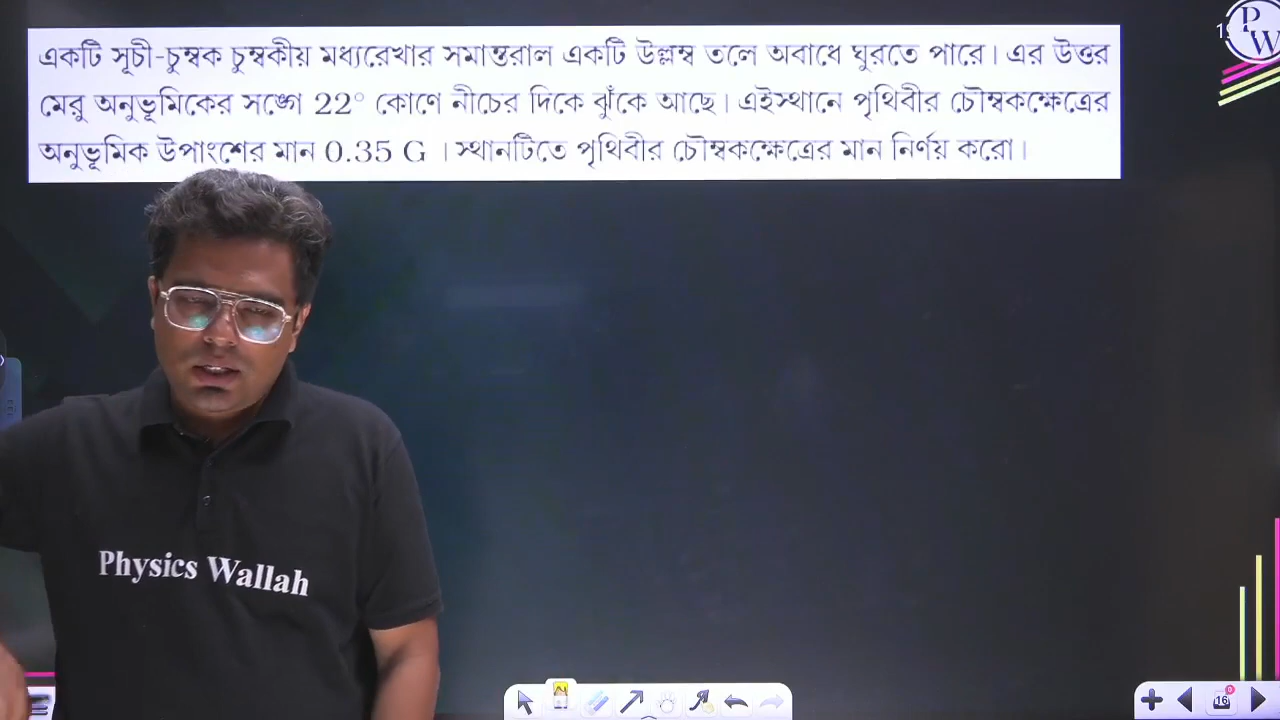 একটি সূচী-চুম্বক চুম্বকীয় মধ্যরেখার সমান্তরাল একটি উল্লম্ব তলে অবাধে ঘুরতে পারে। এর উত্তর
মেরু অনুভূমিকের সঙ্গে 22° কোণে নীচের দিকে ঝুঁকে আছে। এইস্থানে পৃথিবীর চৌম্বকক্ষেত্রের
অনুভূমিক উপাংশের মান 0.35 G । স্থানটিতে পৃথিবীর চৌম্বকক্ষেত্রের মান নির্ণয় করো।
P
W
Physics Wallah
16